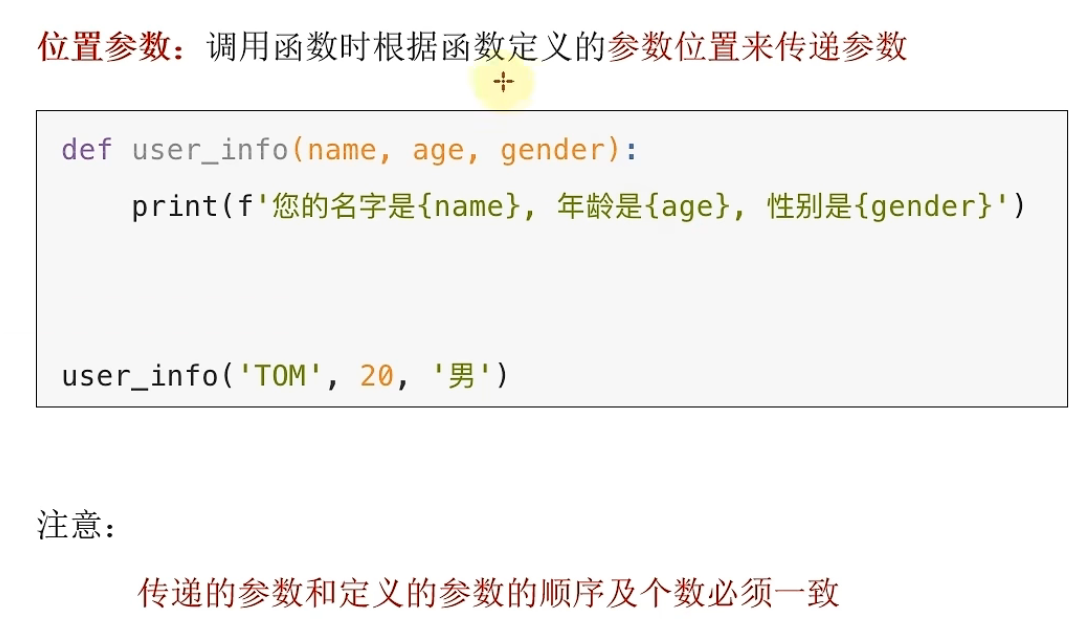 位置参数：调用函数时根据函数定义的参数位置来传递参数
def user_info(name, age, gender):
    print(f'您的名字是{name}, 年龄是{age}, 性别是{gender}')
user_info('TOM', 20, '男')
注意：
传递的参数和定义的参数的顺序及个数必须一致